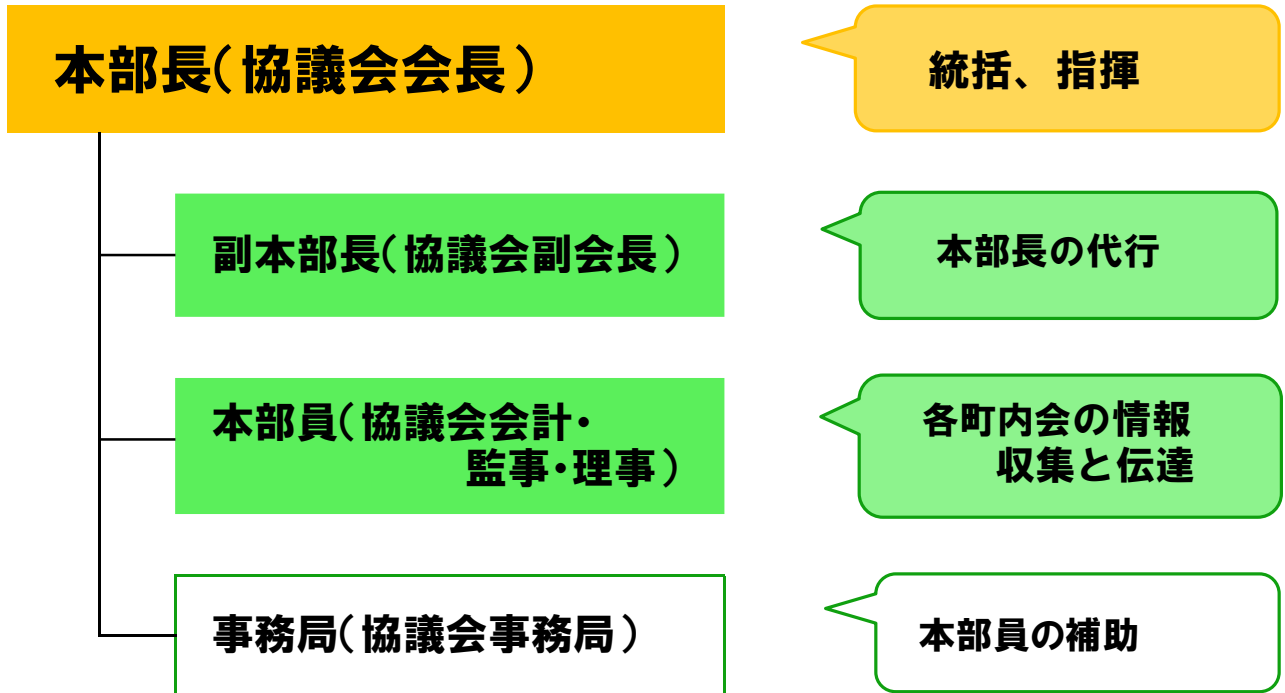 本部長(協議会会長)
統括、指揮
副本部長(協議会副会長)
本部長の代行
本部員(協議会会計・
監事・理事)
各町内会の情報
収集と伝達
事務局(協議会事務局)
本部員の補助